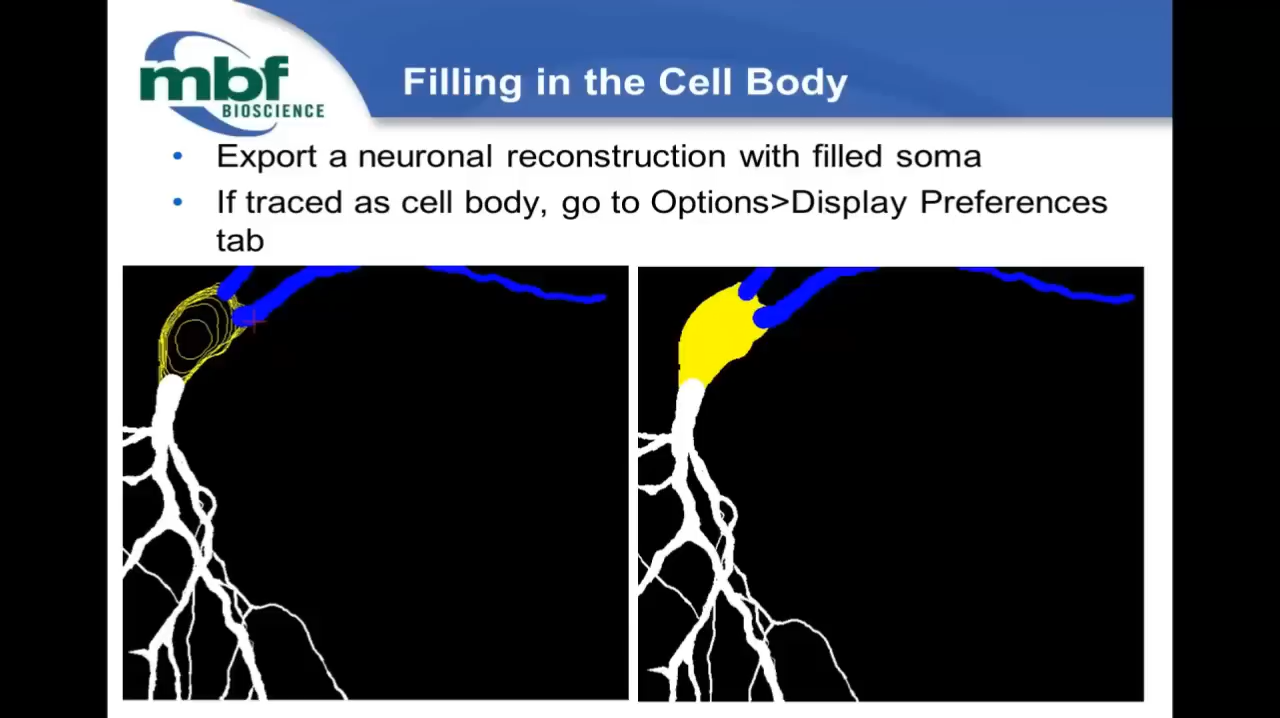 mbf
BIOSCIENCE
Filling in the Cell Body
• Export a neuronal reconstruction with filled soma
• If traced as cell body, go to Options>Display Preferences
tab